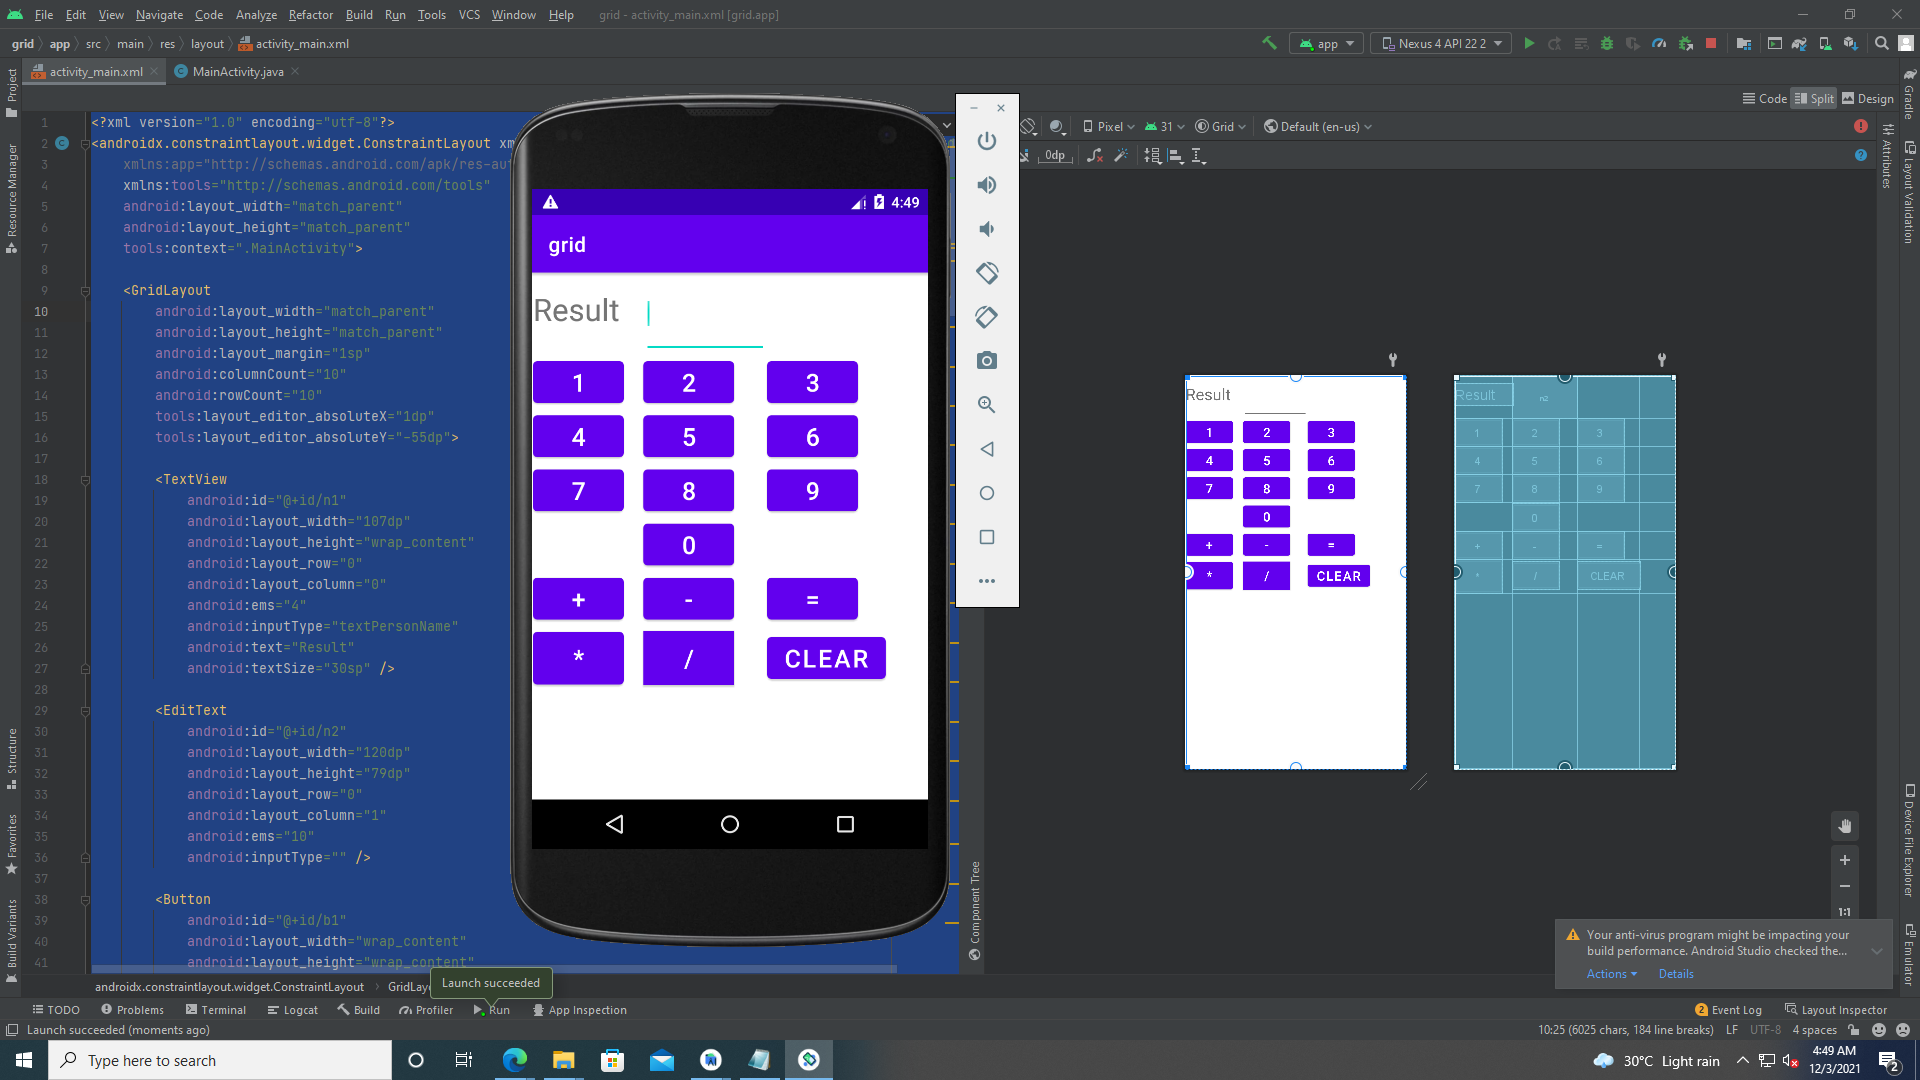 File Edit View Navigate Code Analyze Refactor Build Run Tools VCS Window Help grid - activity_main.xml [grid.app]
grid app src main res layout activity_main.xml
app Nexus 4 API 22 2
activity_main.xml MainActivity.java
Code Split Design
Pixel 31 Grid Default (en-us)
0dp
Project
Resource Manager
Structure
Favorites
Build Variants
1 <?xml version="1.0" encoding="utf-8"?>
2 <androidx.constraintlayout.widget.ConstraintLayout xm
3 xmlns:app="http://schemas.android.com/apk/res-aut
4 xmlns:tools="http://schemas.android.com/tools"
5 android:layout_width="match_parent"
6 android:layout_height="match_parent"
7 tools:context=".MainActivity">
8
9 <GridLayout
10 android:layout_width="match_parent"
11 android:layout_height="match_parent"
12 android:layout_margin="1sp"
13 android:columnCount="10"
14 android:rowCount="10"
15 tools:layout_editor_absoluteX="1dp"
16 tools:layout_editor_absoluteY="-55dp">
17
18 <TextView
19 android:id="@+id/n1"
20 android:layout_width="107dp"
21 android:layout_height="wrap_content"
22 android:layout_row="0"
23 android:layout_column="0"
24 android:ems="4"
25 android:inputType="textPersonName"
26 android:text="Result"
27 android:textSize="30sp" />
28
29 <EditText
30 android:id="@+id/n2"
31 android:layout_width="120dp"
32 android:layout_height="79dp"
33 android:layout_row="0"
34 android:layout_column="1"
35 android:ems="10"
36 android:inputType="" />
37
38 <Button
39 android:id="@+id/b1"
40 android:layout_width="wrap_content"
41 android:layout_height="wrap_content"
4:49
grid
Result
1 2 3
4 5 6
7 8 9
0
+ - =
* / CLEAR
Result
1 2 3
4 5 6
7 8 9
0
+ - =
* / CLEAR
Result n2
1 2 3
4 5 6
7 8 9
0
+ - =
* / CLEAR
Component Tree
Gradle
Attributes
Layout Validation
Device File Explorer
Emulator
1:1
Your anti-virus program might be impacting your
build performance. Android Studio checked the...
Actions Details
androidx.constraintlayout.widget.ConstraintLayout GridLay
Launch succeeded
TODO Problems Terminal Logcat Build Profiler Run App Inspection 2 Event Log Layout Inspector
Launch succeeded (moments ago) 10:25 (6025 chars, 184 line breaks) LF UTF-8 4 spaces
Type here to search 30°C Light rain 4:49 AM
12/3/2021 2